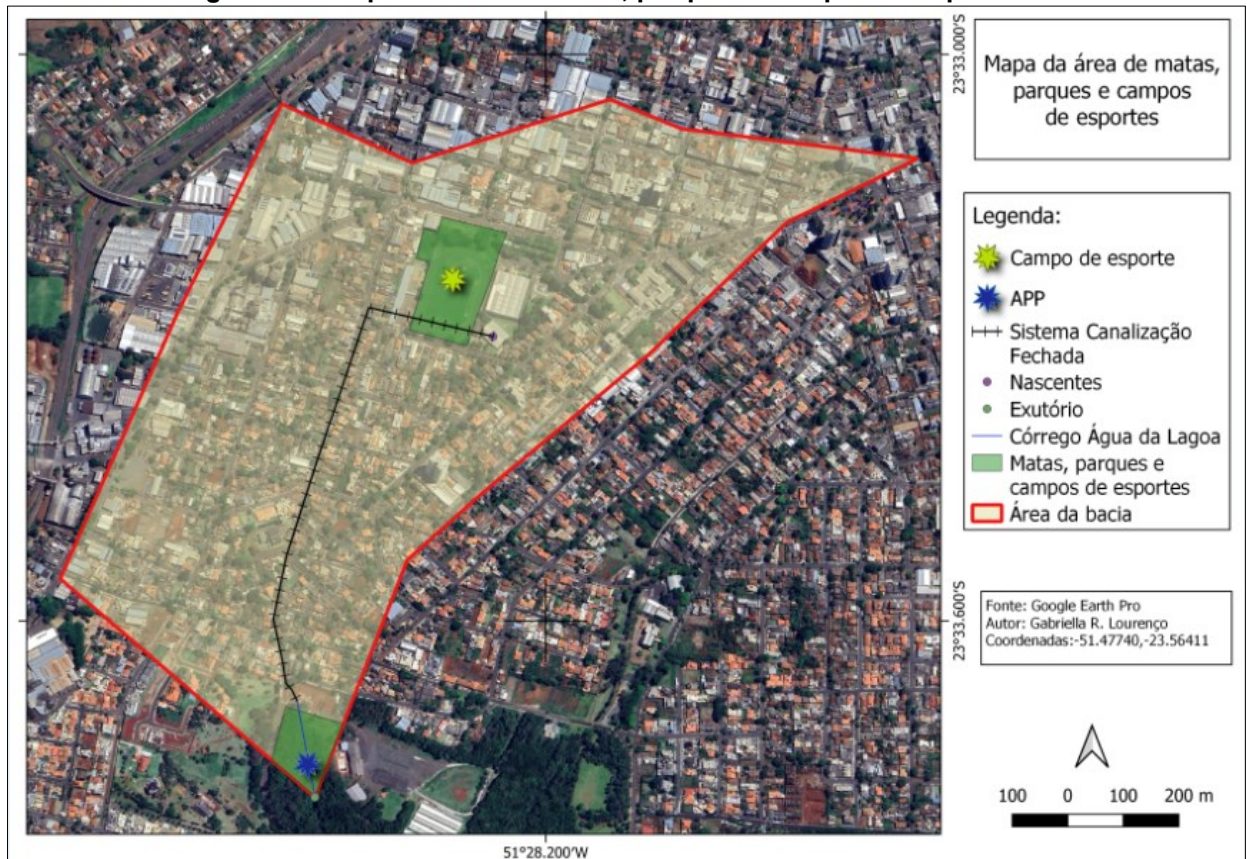 Mapa da área de matas,
parques e campos
de esportes
23°33.000'S
Legenda:
Campo de esporte
APP
Sistema Canalização
Fechada
Nascentes
Exutório
Córrego Água da Lagoa
Matas, parques e
campos de esportes
Área da bacia
23°33.600'S
Fonte: Google Earth Pro
Autor: Gabriella R. Lourenço
Coordenadas:-51.47740,-23.56411
100 0 100 200 m
51°28.200'W